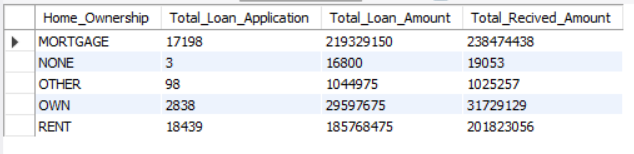 Home_Ownership Total_Loan_Application Total_Loan_Amount Total_Recived_Amount
MORTGAGE 17198 219329150 238474438
NONE 3 16800 19053
OTHER 98 1044975 1025257
OWN 2838 29597675 31729129
RENT 18439 185768475 201823056